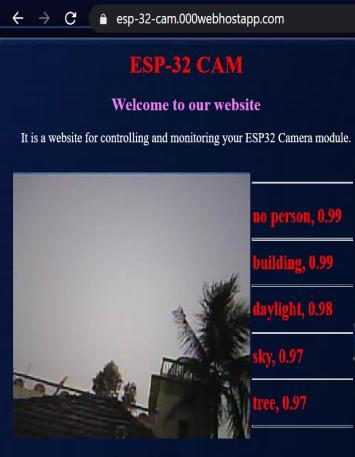 esp-32-cam.000webhostapp.com
ESP-32 CAM
Welcome to our website
It is a website for controlling and monitoring your ESP32 Camera module.
no person, 0.99
building, 0.99
daylight, 0.98
sky, 0.97
tree, 0.97